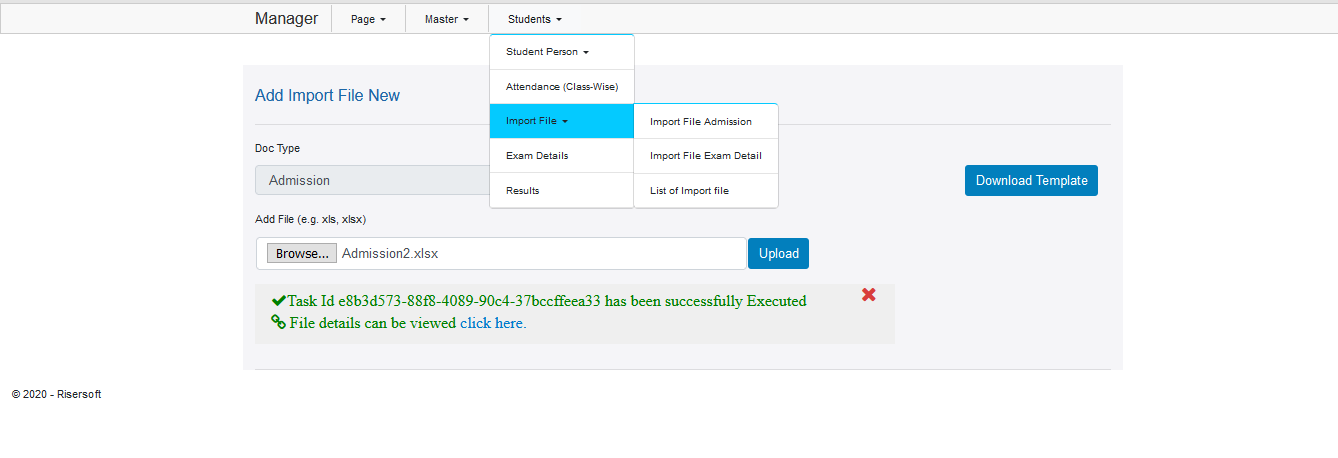 Manager Page Master Students
Student Person
Attendance (Class-Wise)
Add Import File New
Import File
Import File Admission
Doc Type
Exam Details
Import File Exam Detail
Admission
Results
List of Import file
Download Template
Add File (e.g. xls, xlsx)
Browse... Admission2.xlsx Upload
Task Id e8b3d573-88f8-4089-90c4-37bccffeea33 has been successfully Executed
File details can be viewed click here.
© 2020 - Risersoft